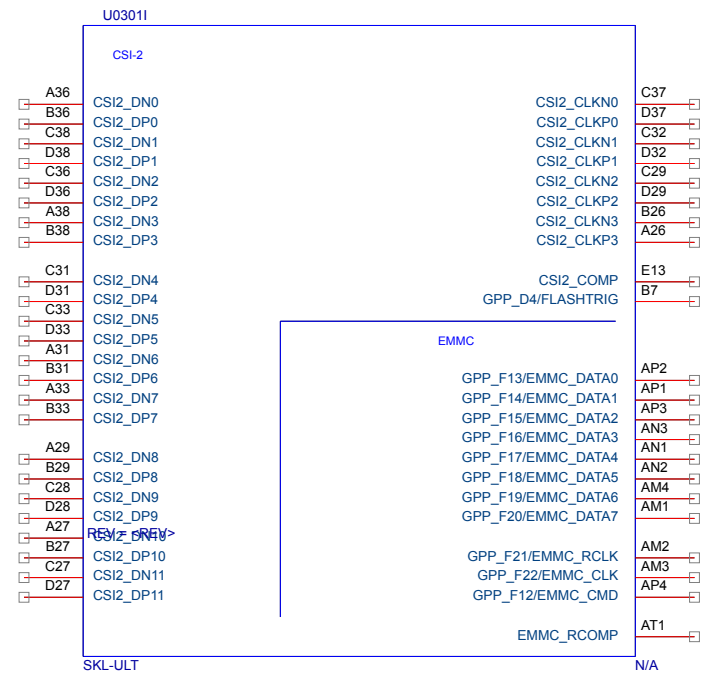 U0301I
CSI-2
A36 CSI2_DN0 CSI2_CLKN0 C37
B36 CSI2_DP0 CSI2_CLKP0 D37
C38 CSI2_DN1 CSI2_CLKN1 C32
D38 CSI2_DP1 CSI2_CLKP1 D32
C36 CSI2_DN2 CSI2_CLKN2 C29
D36 CSI2_DP2 CSI2_CLKP2 D29
A38 CSI2_DN3 CSI2_CLKN3 B26
B38 CSI2_DP3 CSI2_CLKP3 A26
C31 CSI2_DN4 CSI2_COMP E13
D31 CSI2_DP4 GPP_D4/FLASHTRIG B7
C33 CSI2_DN5
D33 CSI2_DP5 EMMC
A31 CSI2_DN6
B31 CSI2_DP6 GPP_F13/EMMC_DATA0 AP2
A33 CSI2_DN7 GPP_F14/EMMC_DATA1 AP1
B33 CSI2_DP7 GPP_F15/EMMC_DATA2 AP3
GPP_F16/EMMC_DATA3 AN3
A29 CSI2_DN8 GPP_F17/EMMC_DATA4 AN1
B29 CSI2_DP8 GPP_F18/EMMC_DATA5 AN2
C28 CSI2_DN9 GPP_F19/EMMC_DATA6 AM4
D28 CSI2_DP9 GPP_F20/EMMC_DATA7 AM1
A27 CSI2_DN10
REV = <REV>
B27 CSI2_DP10 GPP_F21/EMMC_RCLK AM2
C27 CSI2_DN11 GPP_F22/EMMC_CLK AM3
D27 CSI2_DP11 GPP_F12/EMMC_CMD AP4
EMMC_RCOMP AT1
SKL-ULT N/A